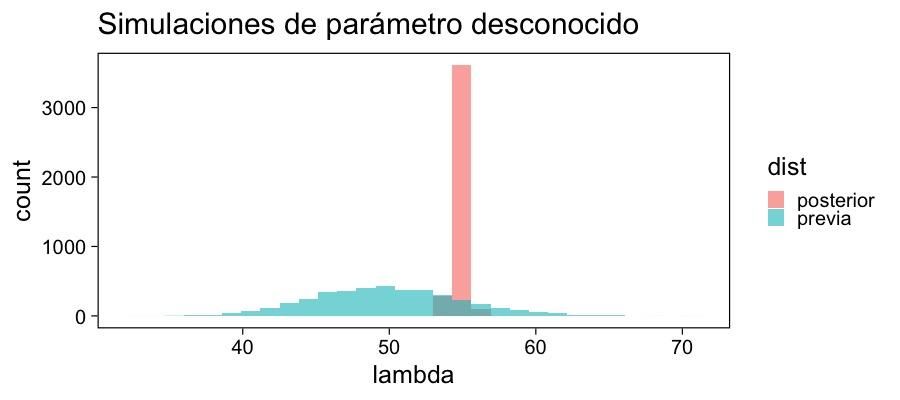 Simulaciones de parámetro desconocido
count
3000
2000
1000
0
40 50 60 70
lambda
dist
posterior
previa